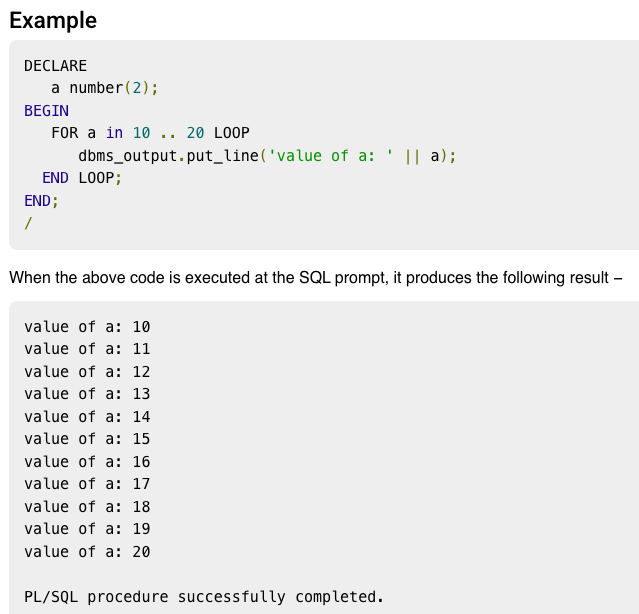 Example
DECLARE
   a number(2);
BEGIN
   FOR a in 10 .. 20 LOOP
      dbms_output.put_line('value of a: ' || a);
  END LOOP;
END;
/
When the above code is executed at the SQL prompt, it produces the following result –
value of a: 10
value of a: 11
value of a: 12
value of a: 13
value of a: 14
value of a: 15
value of a: 16
value of a: 17
value of a: 18
value of a: 19
value of a: 20
PL/SQL procedure successfully completed.